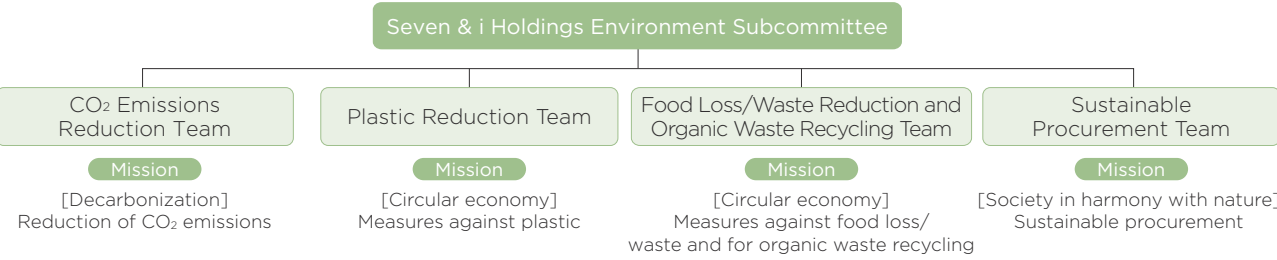 Seven & i Holdings Environment Subcommittee
CO₂ Emissions
Reduction Team
Mission
[Decarbonization]
Reduction of CO₂ emissions
Plastic Reduction Team
Mission
[Circular economy]
Measures against plastic
Food Loss/Waste Reduction and
Organic Waste Recycling Team
Mission
[Circular economy]
Measures against food loss/
waste and for organic waste recycling
Sustainable
Procurement Team
Mission
[Society in harmony with nature]
Sustainable procurement